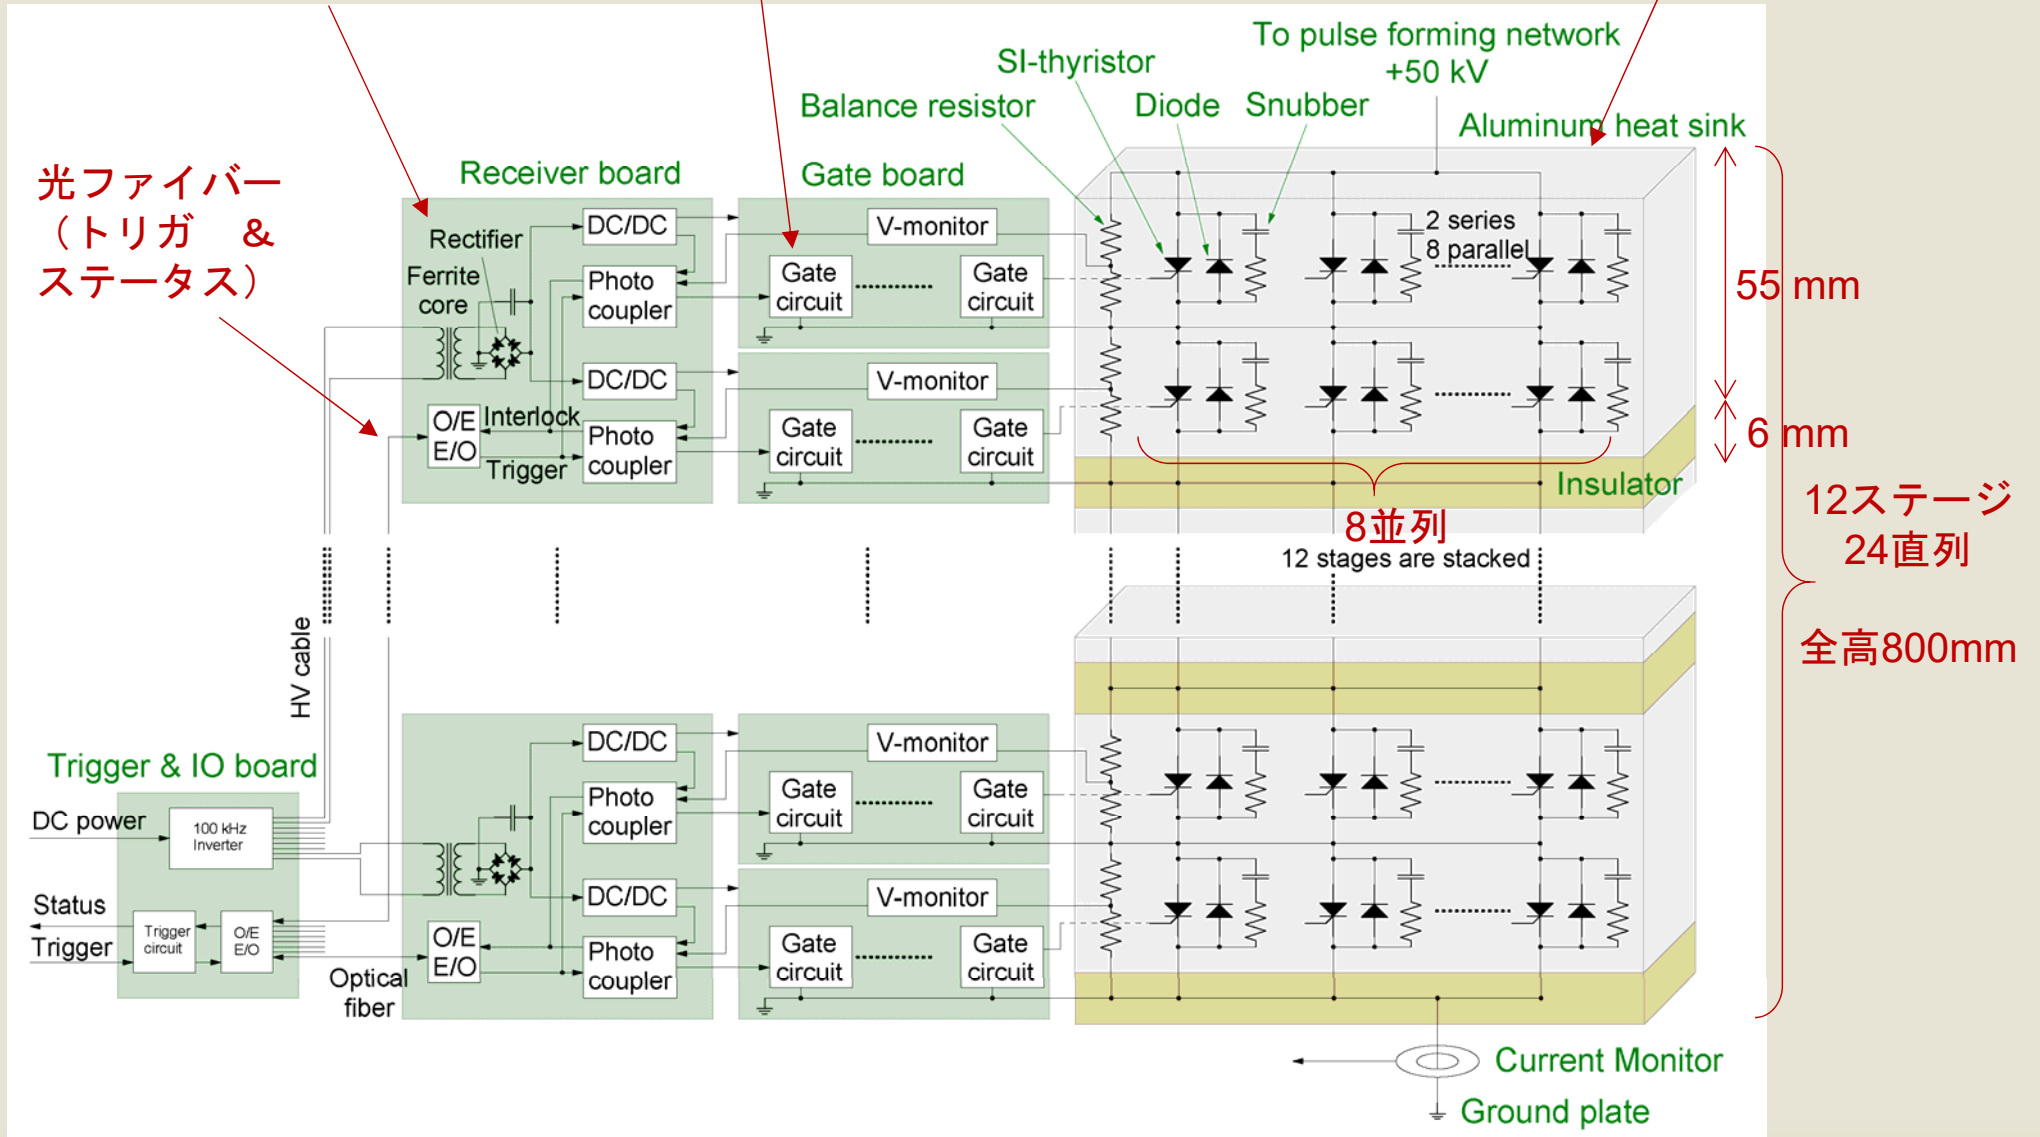 To pulse forming network
+50 kV
SI-thyristor
Balance resistor
Diode
Snubber
Aluminum heat sink
光ファイバー
（トリガ　＆
ステータス）
Receiver board
Gate board
Rectifier
Ferrite
core
DC/DC
Photo
coupler
DC/DC
O/E
E/O
Interlock
Trigger
Photo
coupler
V-monitor
Gate
circuit
Gate
circuit
V-monitor
Gate
circuit
Gate
circuit
2 series
8 parallel
55 mm
6 mm
Insulator
8並列
12 stages are stacked
12ステージ
24直列
全高800mm
HV cable
Trigger & IO board
DC power
100 kHz
Inverter
Status
Trigger
Trigger
circuit
O/E
E/O
Optical
fiber
DC/DC
Photo
coupler
DC/DC
O/E
E/O
Photo
coupler
V-monitor
Gate
circuit
Gate
circuit
V-monitor
Gate
circuit
Gate
circuit
Current Monitor
Ground plate